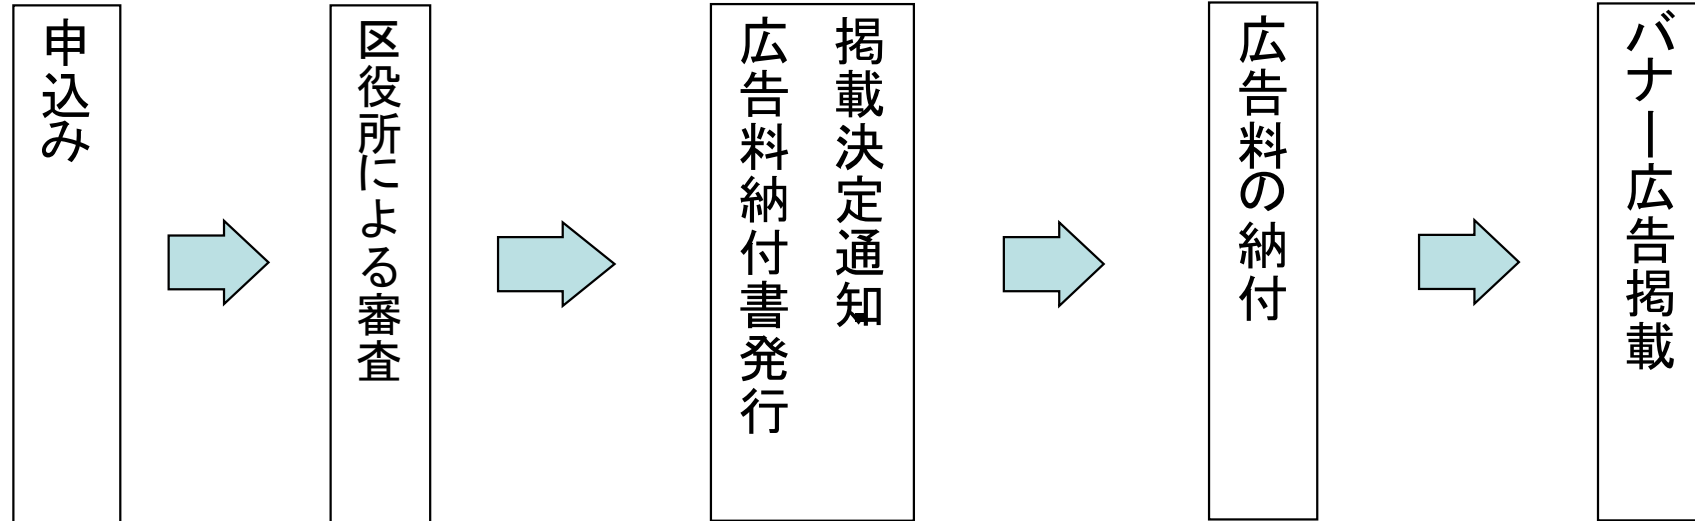 申込み
区役所による審査
掲載決定通知
広告料納付書発行
広告料の納付
バナー広告掲載